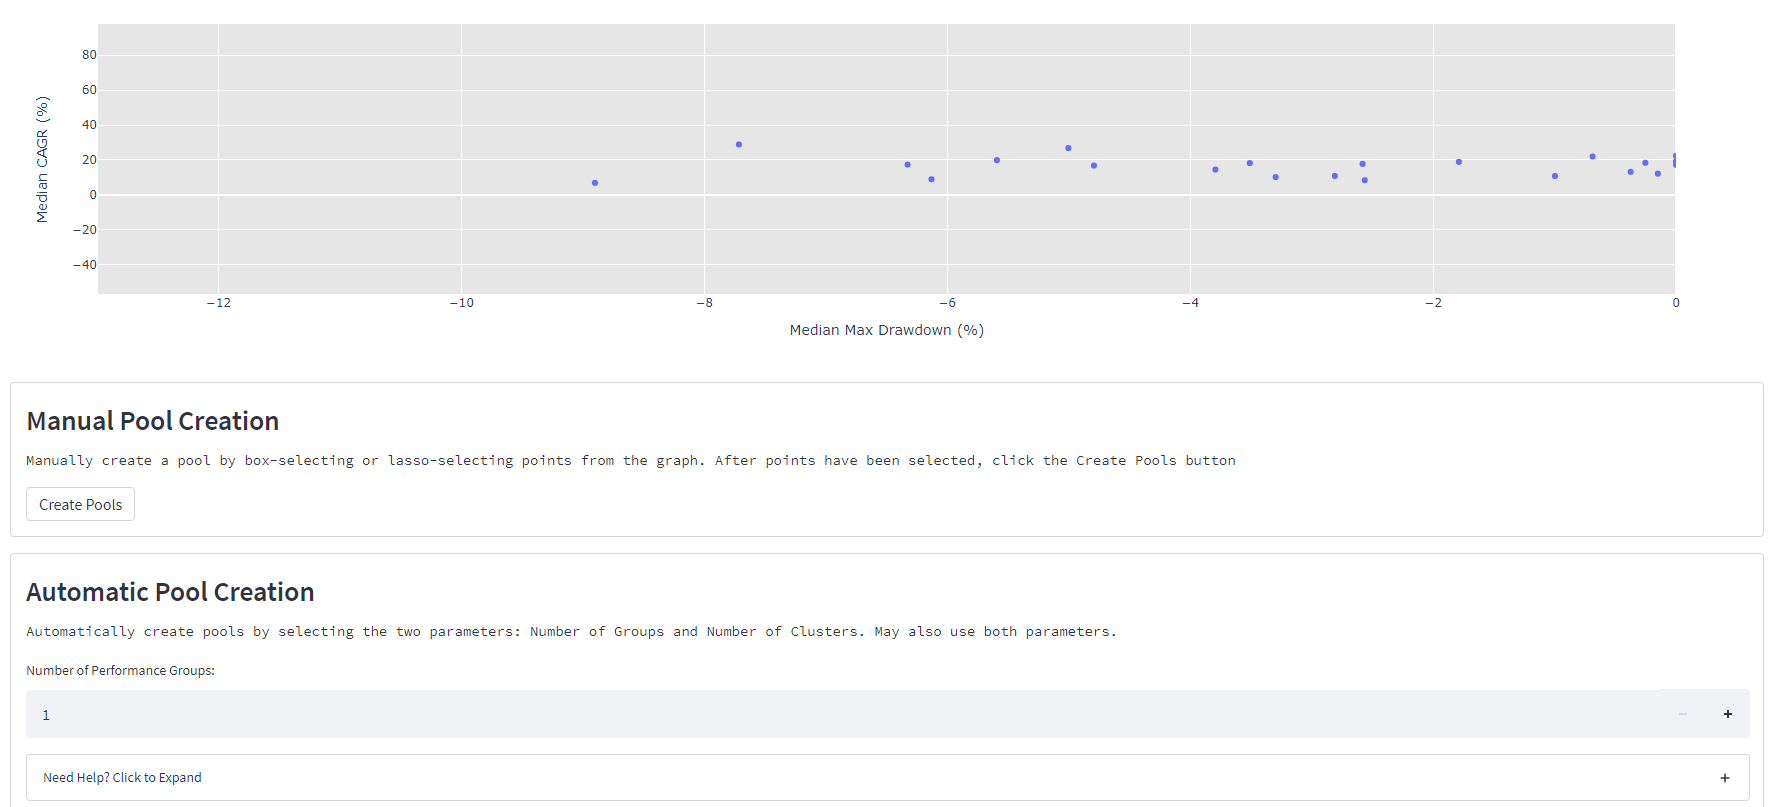 80
60
40
20
0
−20
−40
Median CAGR (%)
−12 −10 −8 −6 −4 −2 0
Median Max Drawdown (%)
Manual Pool Creation
Manually create a pool by box-selecting or lasso-selecting points from the graph. After points have been selected, click the Create Pools button
Create Pools
Automatic Pool Creation
Automatically create pools by selecting the two parameters: Number of Groups and Number of Clusters. May also use both parameters.
Number of Performance Groups:
1 − +
Need Help? Click to Expand +